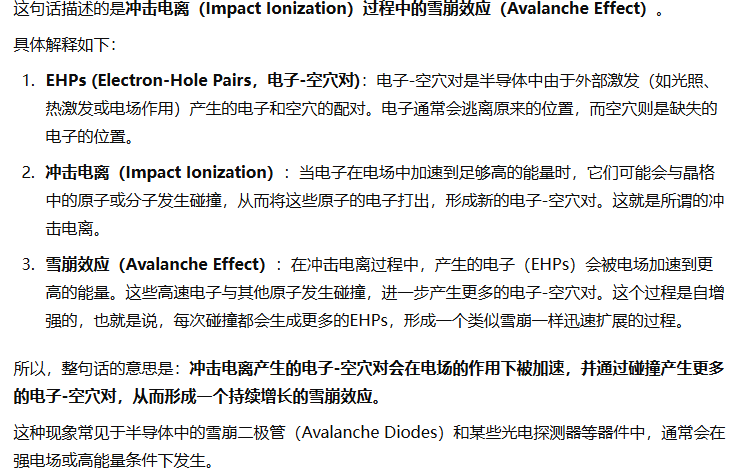 这句话描述的是冲击电离（Impact Ionization）过程中的雪崩效应（Avalanche Effect）。
具体解释如下：
1. EHPs (Electron-Hole Pairs，电子-空穴对)：电子-空穴对是半导体中由于外部激发（如光照、
热激发或电场作用）产生的电子和空穴的配对。电子通常会逃离原来的位置，而空穴则是缺失的
电子的位置。
2. 冲击电离（Impact Ionization）：当电子在电场中加速到足够高的能量时，它们可能会与晶格
中的原子或分子发生碰撞，从而将这些原子的电子打出，形成新的电子-空穴对。这就是所谓的冲
击电离。
3. 雪崩效应（Avalanche Effect）：在冲击电离过程中，产生的电子（EHPs）会被电场加速到更
高的能量。这些高速电子与其他原子发生碰撞，进一步产生更多的电子-空穴对。这个过程是自增
强的，也就是说，每次碰撞都会生成更多的EHPs，形成一个类似雪崩一样迅速扩展的过程。
所以，整句话的意思是：冲击电离产生的电子-空穴对会在电场的作用下被加速，并通过碰撞产生更多
的电子-空穴对，从而形成一个持续增长的雪崩效应。
这种现象常见于半导体中的雪崩二极管（Avalanche Diodes）和某些光电探测器等器件中，通常会在
强电场或高能量条件下发生。